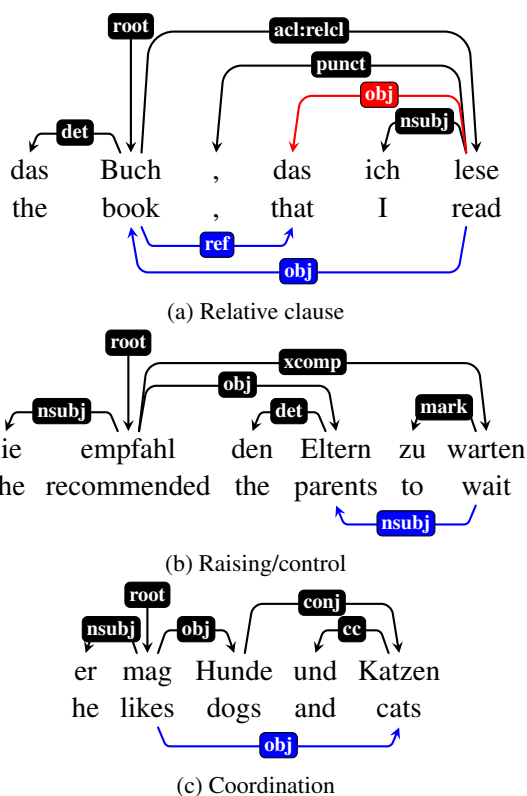 root acl:relcl
punct
obj
det nsubj
das Buch , das ich lese
the book , that I read
ref
obj
(a) Relative clause
root
xcomp
obj
nsubj det mark
ie empfahl den Eltern zu warten
he recommended the parents to wait
nsubj
(b) Raising/control
root conj
nsubj obj cc
er mag Hunde und Katzen
he likes dogs and cats
obj
(c) Coordination